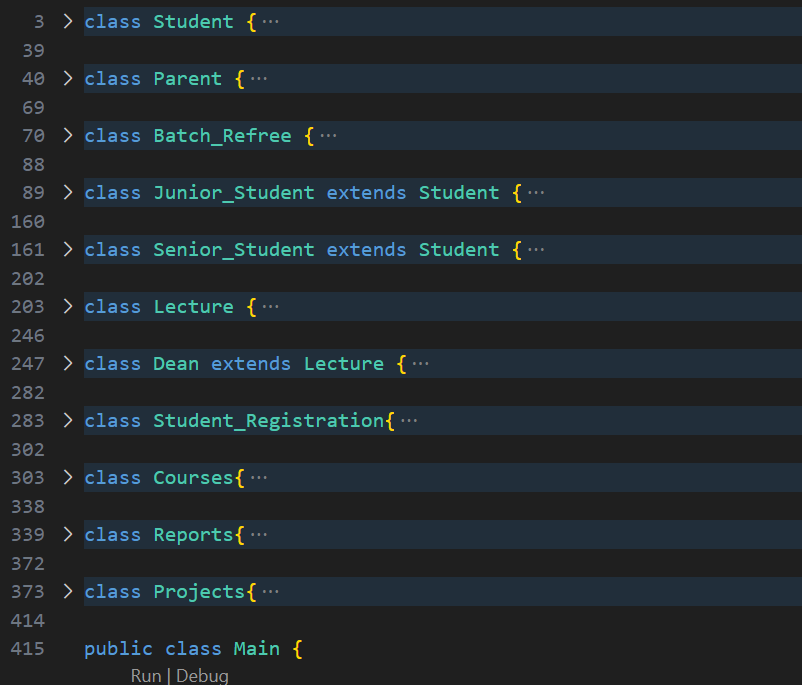 3 > class Student { ...
39
40 > class Parent { ...
69
70 > class Batch_Refree { ...
88
89 > class Junior_Student extends Student { ...
160
161 > class Senior_Student extends Student { ...
202
203 > class Lecture { ...
246
247 > class Dean extends Lecture { ...
282
283 > class Student_Registration{ ...
302
303 > class Courses{ ...
338
339 > class Reports{ ...
372
373 > class Projects{ ...
414
415 public class Main {
Run | Debug